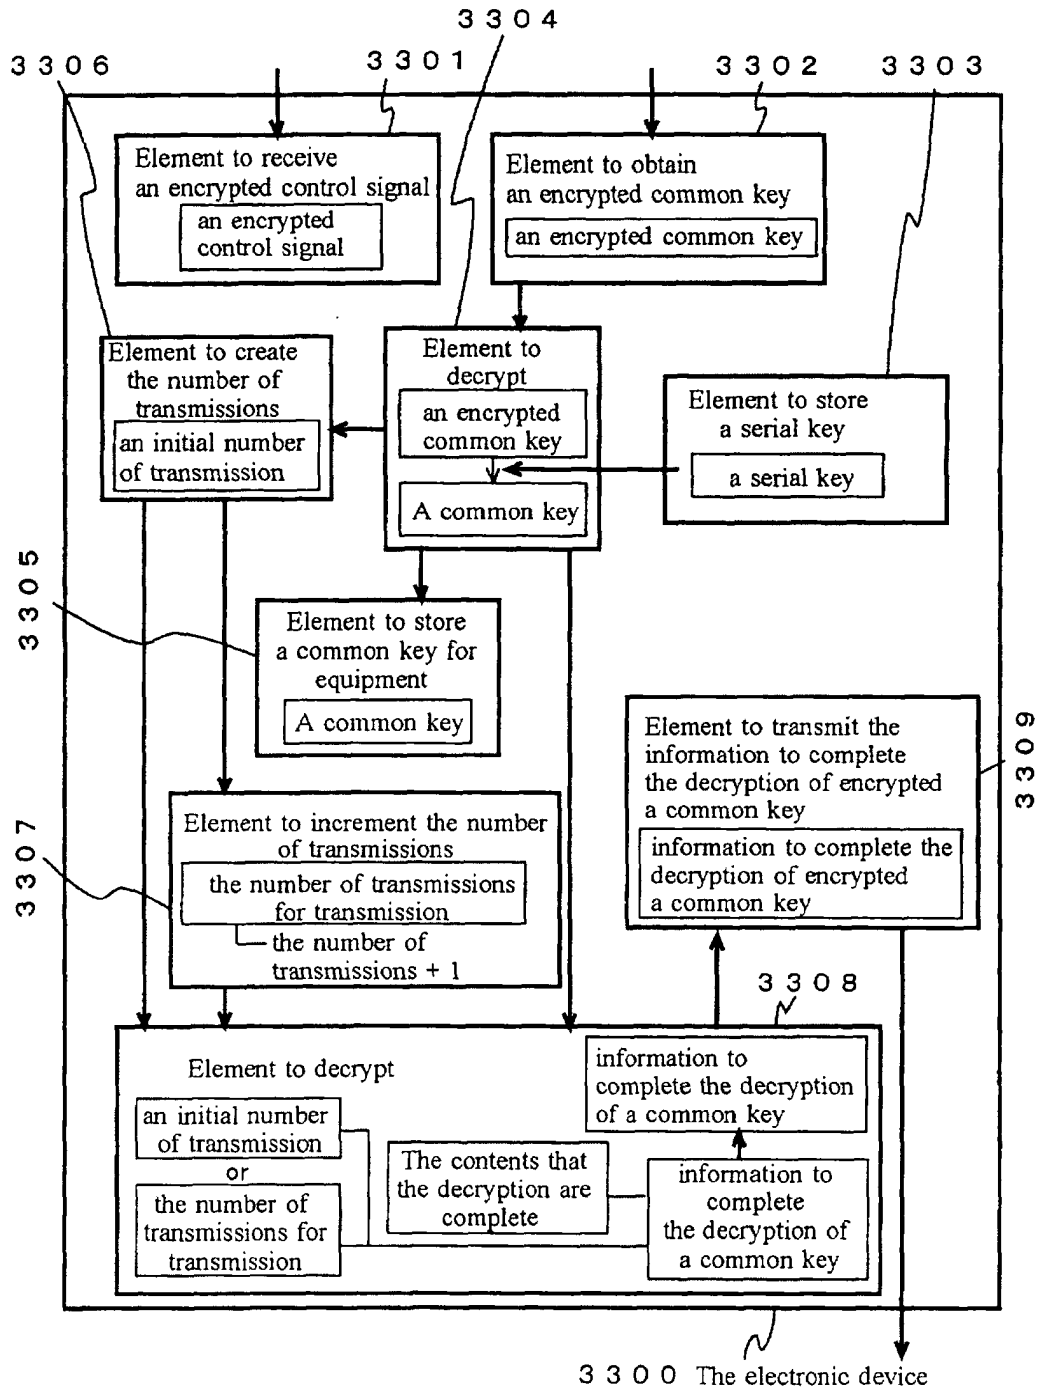 3304
3306
3301
3302
3303
Element to receive
an encrypted control signal
an encrypted
control signal
Element to obtain
an encrypted common key
an encrypted common key
Element to create
the number of
transmissions
an initial number
of transmission
Element to
decrypt
an encrypted
common key
A common key
Element to store
a serial key
a serial key
3305
Element to store
a common key for
equipment
A common key
Element to transmit the
information to complete
the decryption of encrypted
a common key
information to complete the
decryption of encrypted
a common key
3309
3307
Element to increment the number
of transmissions
the number of transmissions
for transmission
the number of
transmissions + 1
3308
Element to decrypt
an initial number
of transmission
or
the number of
transmissions for
transmission
The contents that
the decryption are
complete
information to
complete the decryption
of a common key
information to
complete
the decryption of
a common key
3300 The electronic device